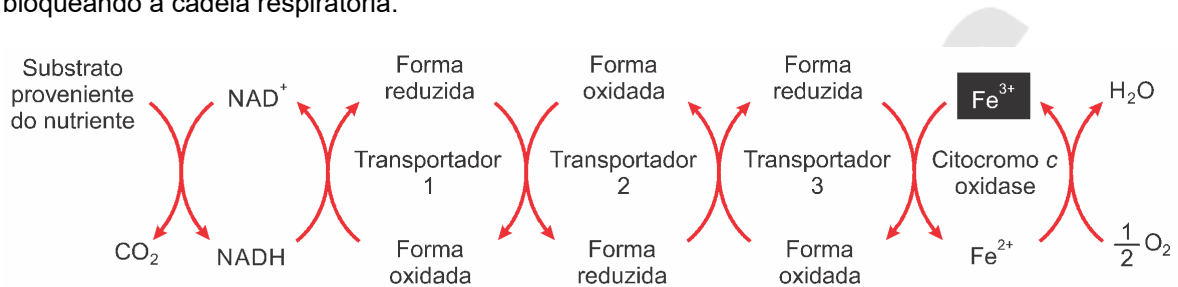 bloqueando a cadeia respiratória.
Substrato
proveniente
do nutriente
NAD⁺
Forma
reduzida
Forma
oxidada
Forma
reduzida
Fe³⁺
H₂O
Transportador
1
Transportador
2
Transportador
3
Citocromo c
oxidase
CO₂
NADH
Forma
oxidada
Forma
reduzida
Forma
oxidada
Fe²⁺
1/2 O₂